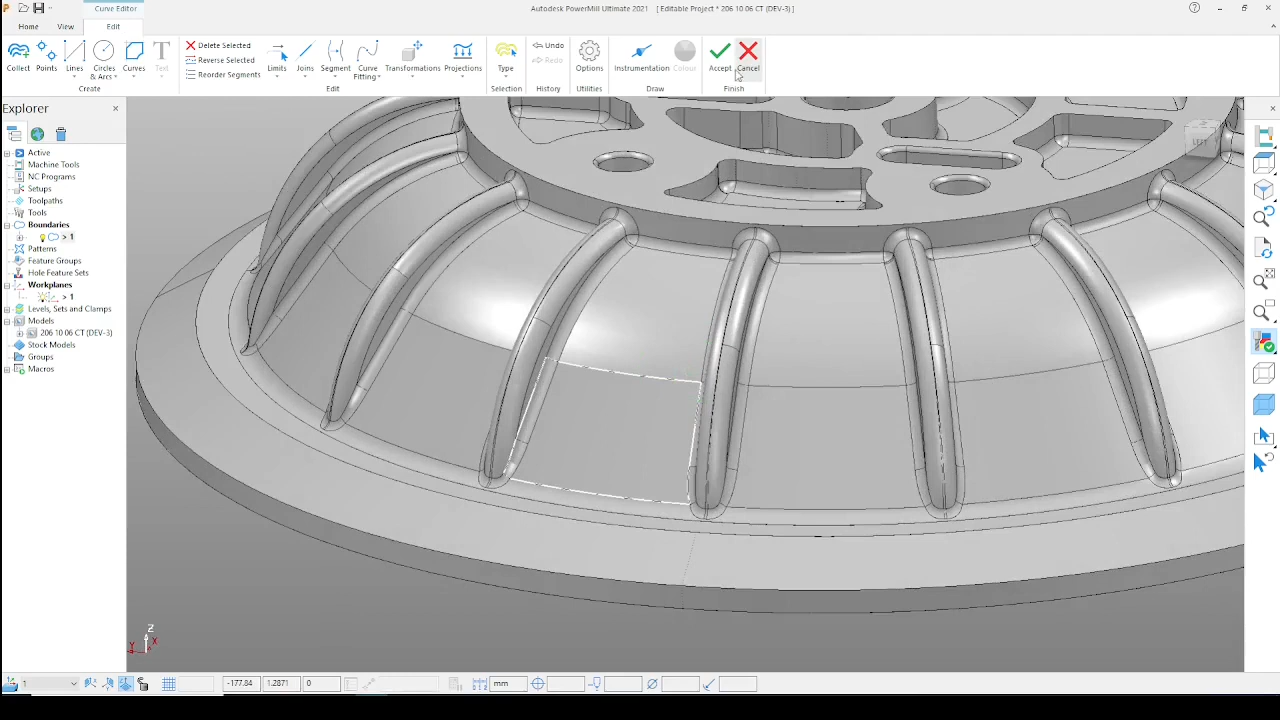 Curve Editor
Autodesk PowerMill Ultimate 2021 [ Editable Project * 206 10 06 CT (DEV-3) ]
Home View Edit
Collect Points Lines Circles & Arcs Curves Text
Create
Delete Selected
Reverse Selected
Reorder Segments
Limits Joins Segment Curve Fitting Transformations Projections
Edit
Type
Selection
Undo
Redo
History
Options
Utilities
Instrumentation Colour
Draw
Accept Cancel
Finish
Explorer
Active
Machine Tools
NC Programs
Setups
Toolpaths
Tools
Boundaries
> 1
Patterns
Feature Groups
Hole Feature Sets
Workplanes
> 1
Levels, Sets and Clamps
Models
206 10 06 CT (DEV-3)
Stock Models
Groups
Macros
LEFT
Z
Y X
1 -177.84 1.2871 0 mm